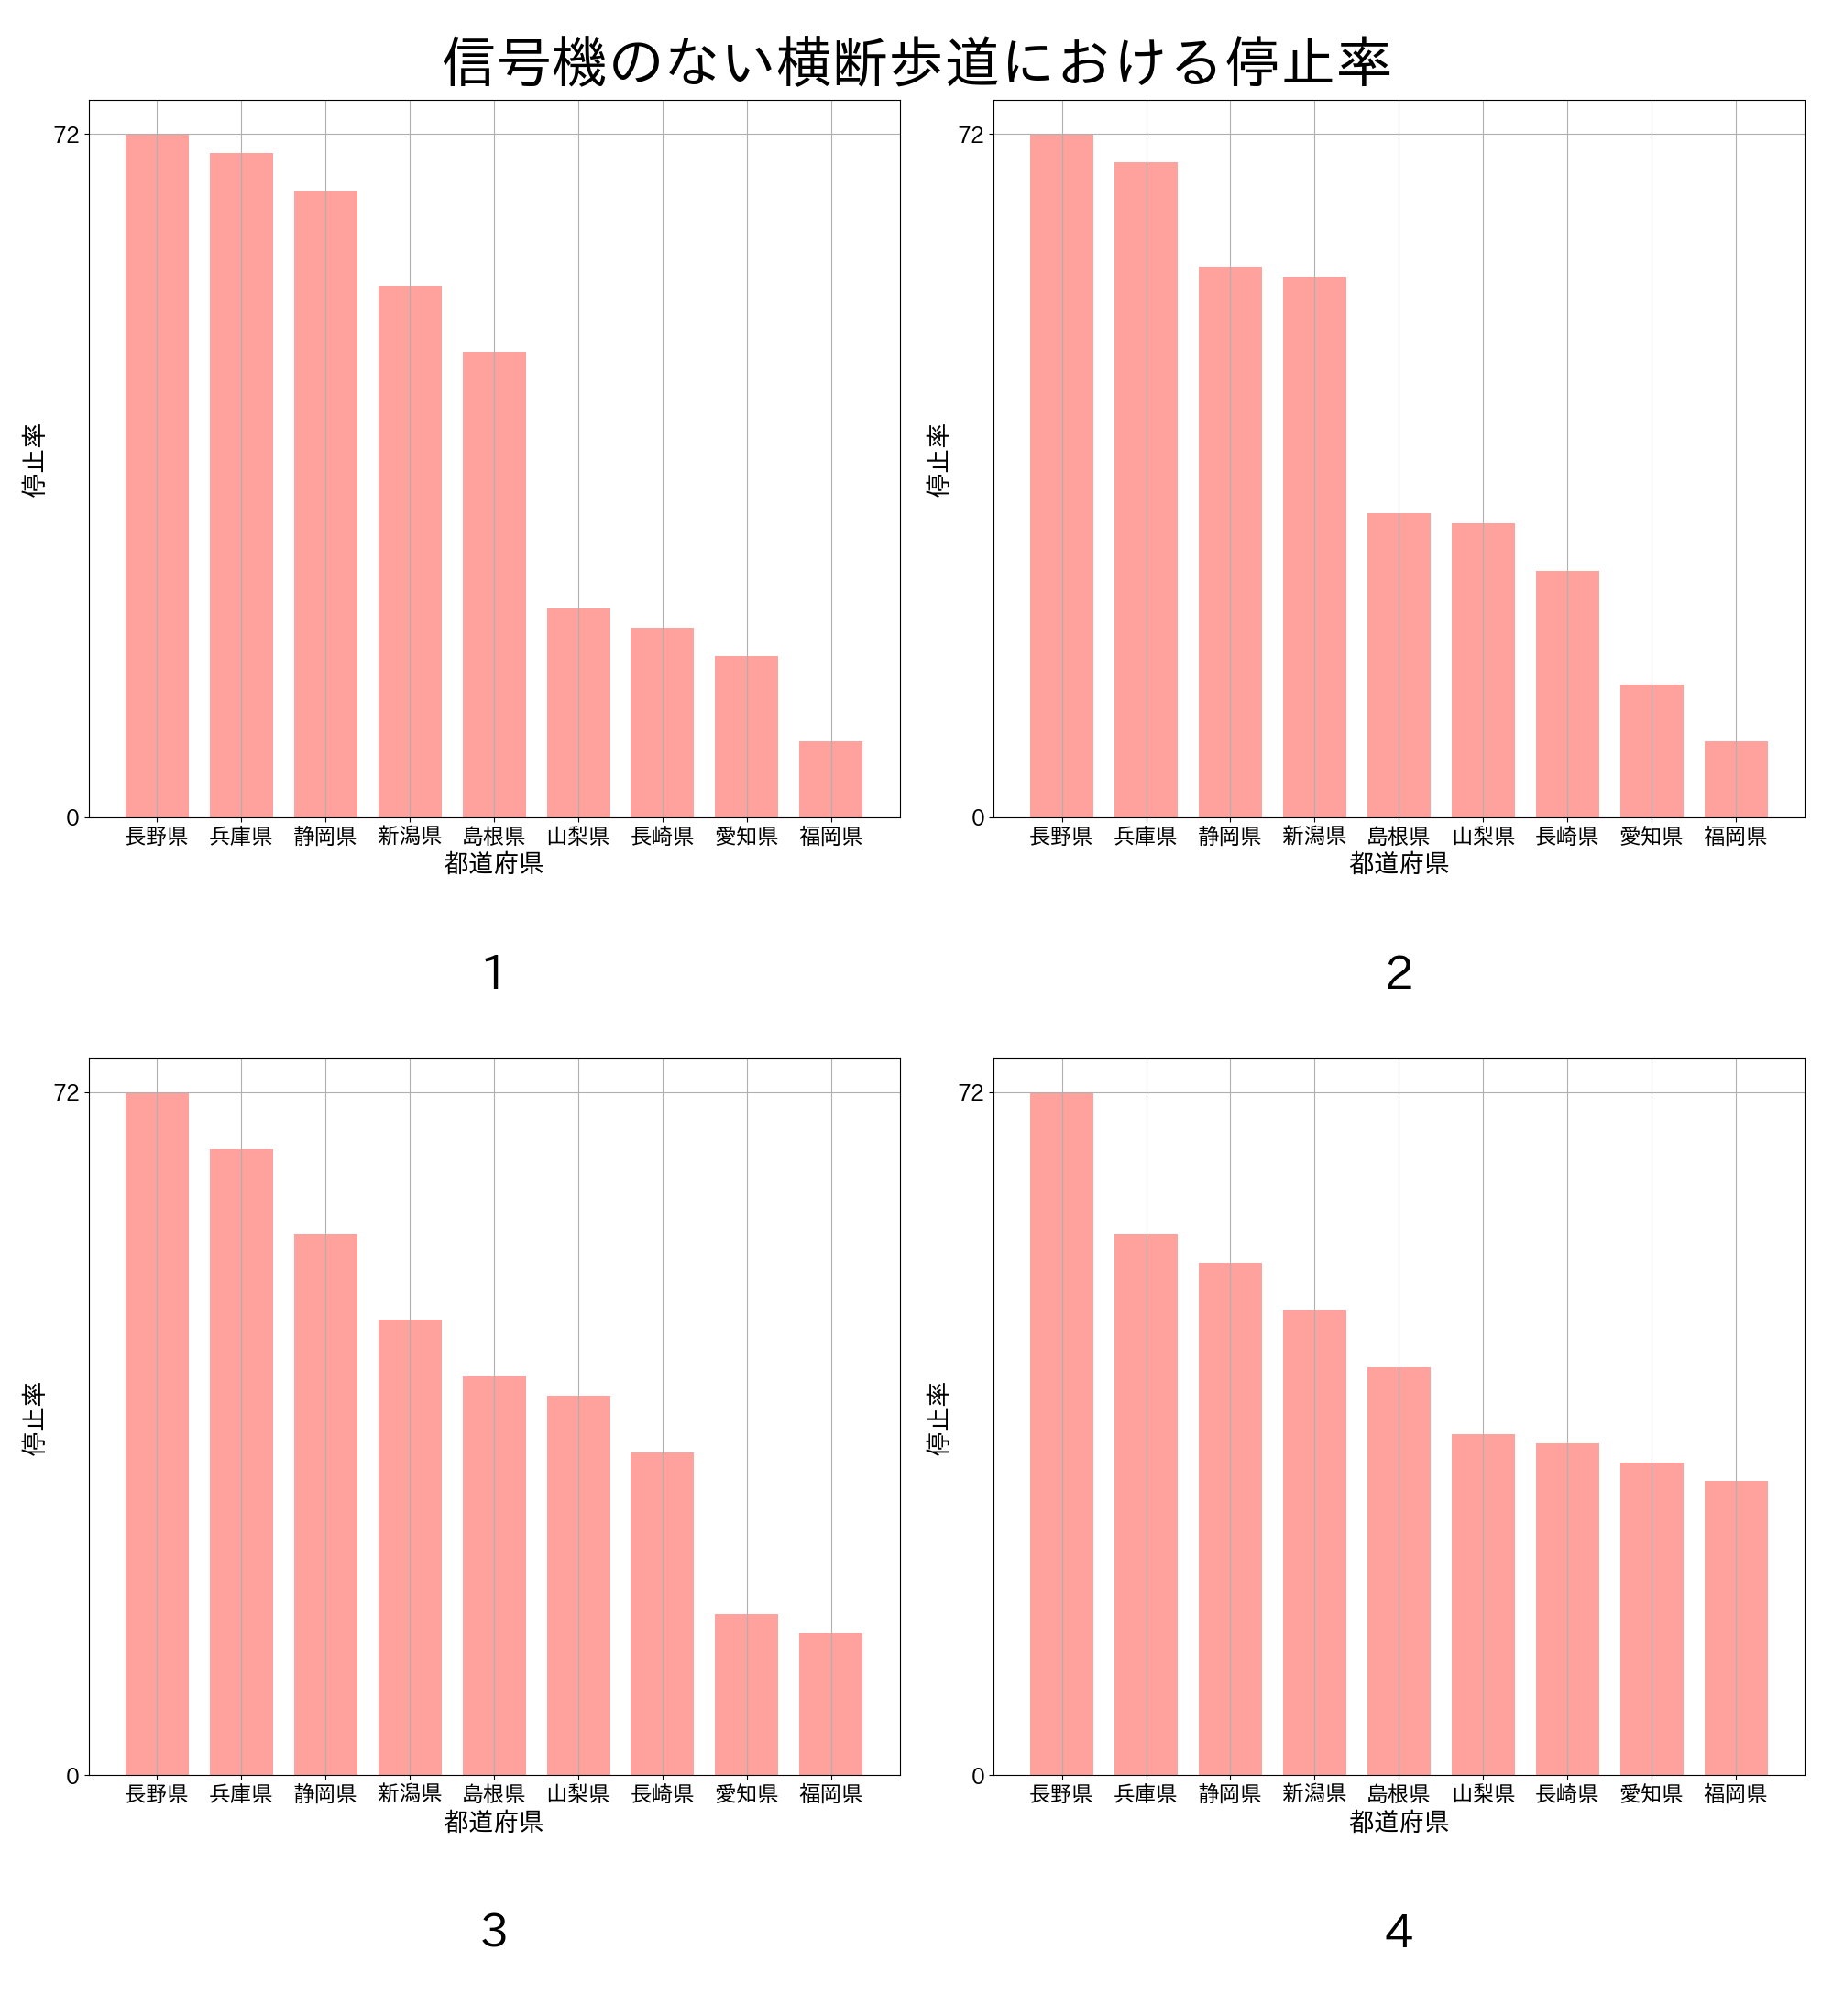 信号機のない横断歩道における停止率
72
0
停止率
長野県 兵庫県 静岡県 新潟県 島根県 山梨県 長崎県 愛知県 福岡県
都道府県
1
72
0
停止率
長野県 兵庫県 静岡県 新潟県 島根県 山梨県 長崎県 愛知県 福岡県
都道府県
2
72
0
停止率
長野県 兵庫県 静岡県 新潟県 島根県 山梨県 長崎県 愛知県 福岡県
都道府県
3
72
0
停止率
長野県 兵庫県 静岡県 新潟県 島根県 山梨県 長崎県 愛知県 福岡県
都道府県
4